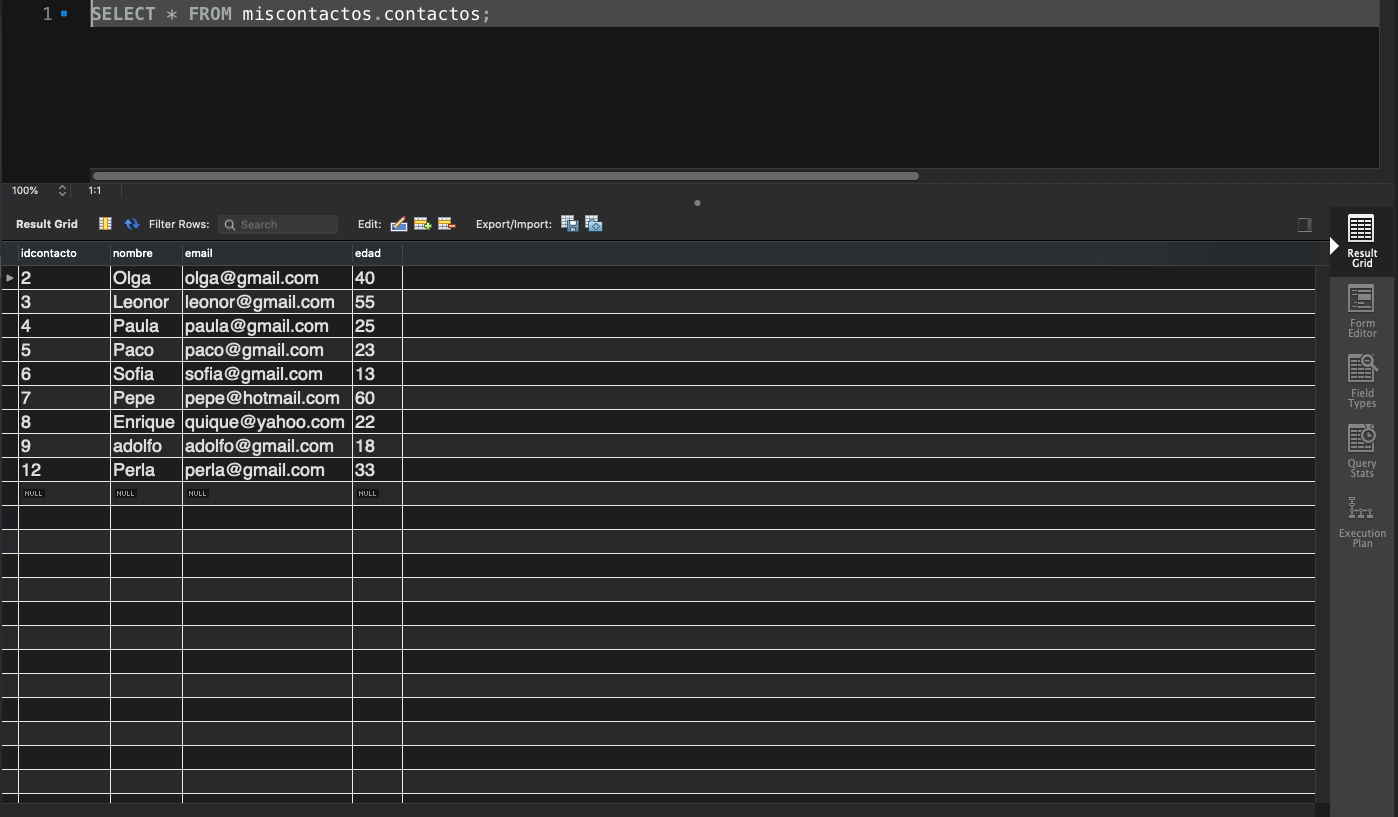 1 SELECT * FROM miscontactos.contactos;
100% 1:1
Result Grid Filter Rows: Search Edit: Export/Import:
idcontacto nombre email edad
2 Olga olga@gmail.com 40
3 Leonor leonor@gmail.com 55
4 Paula paula@gmail.com 25
5 Paco paco@gmail.com 23
6 Sofia sofia@gmail.com 13
7 Pepe pepe@hotmail.com 60
8 Enrique quique@yahoo.com 22
9 adolfo adolfo@gmail.com 18
12 Perla perla@gmail.com 33
NULL NULL NULL NULL
Result
Grid
Form
Editor
Field
Types
Query
Stats
Execution
Plan